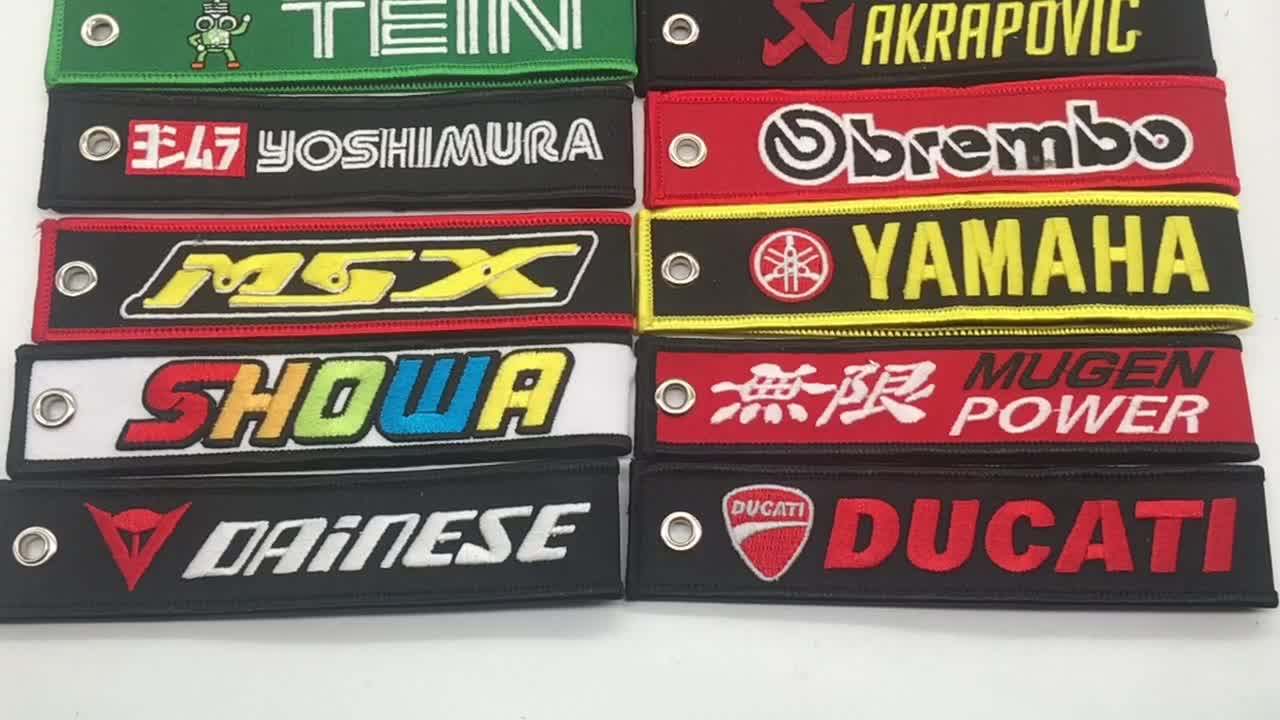 TEIN
AKRAPOVIC
ヨシムラ YOSHIMURA
brembo
MSX
YAMAHA
SHOWA
無限 MUGEN
POWER
DAiNESE
DUCATI DUCATI